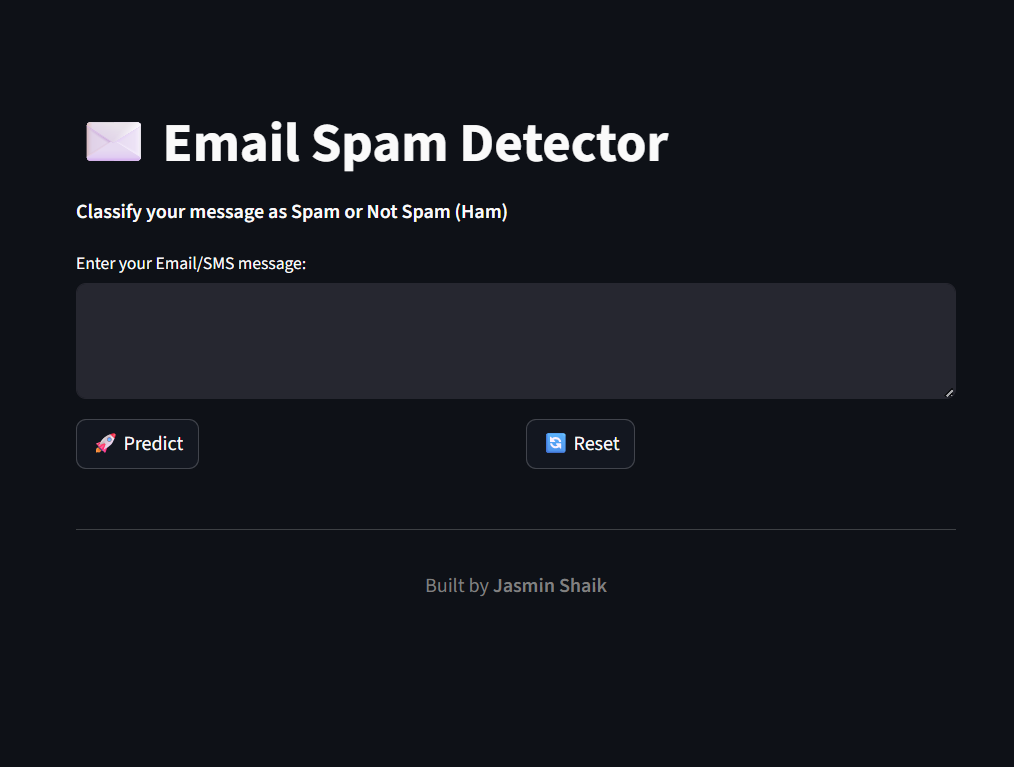 Email Spam Detector
Classify your message as Spam or Not Spam (Ham)
Enter your Email/SMS message:
Predict
Reset
Built by Jasmin Shaik